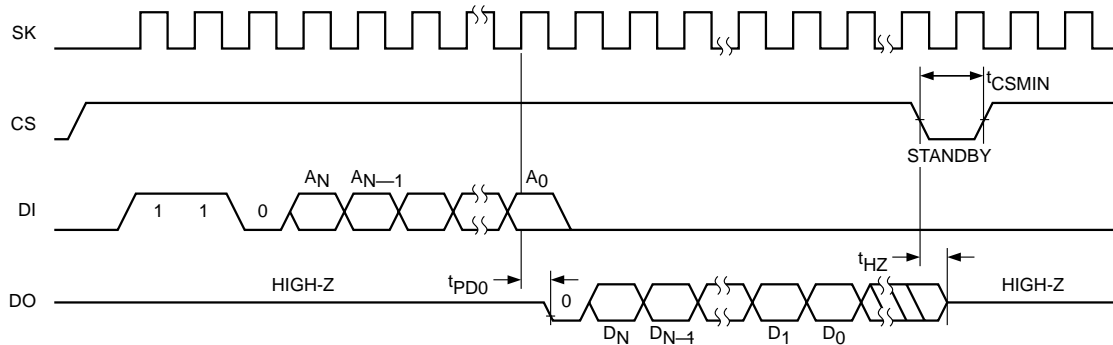 SK
tCSMIN
CS
STANDBY
AN AN—1 A0
DI 1 1 0
tHZ
tPD0
DO HIGH-Z 0 HIGH-Z
DN DN—1 D1 D0